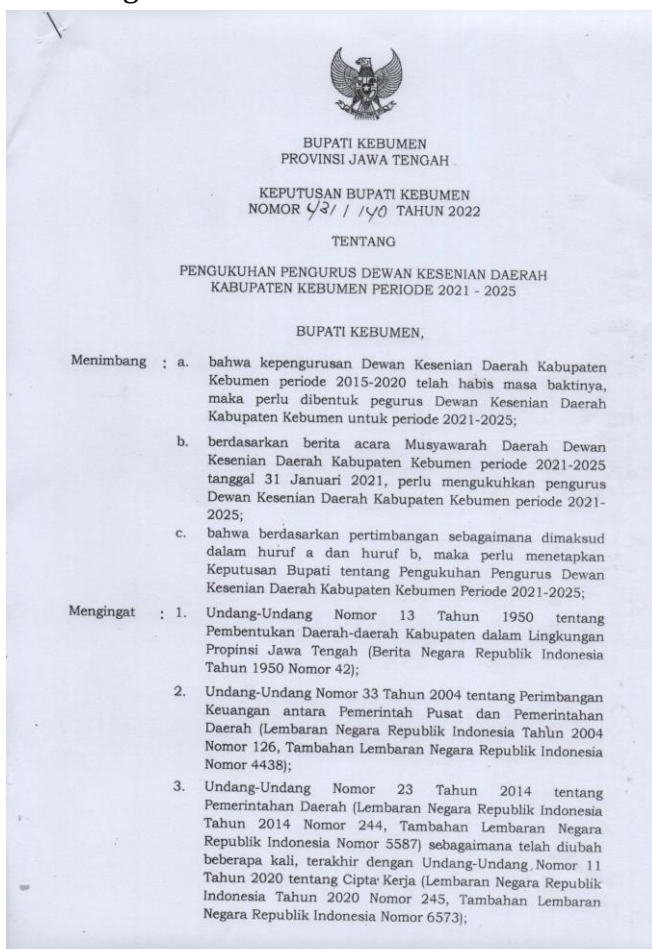 BUPATI KEBUMEN
PROVINSI JAWA TENGAH
KEPUTUSAN BUPATI KEBUMEN
NOMOR 431 / 140 TAHUN 2022
TENTANG
PENGUKUHAN PENGURUS DEWAN KESENIAN DAERAH
KABUPATEN KEBUMEN PERIODE 2021 - 2025
BUPATI KEBUMEN,
Menimbang : a. bahwa kepengurusan Dewan Kesenian Daerah Kabupaten
Kebumen periode 2015-2020 telah habis masa baktinya,
maka perlu dibentuk pegurus Dewan Kesenian Daerah
Kabupaten Kebumen untuk periode 2021-2025;
b. berdasarkan berita acara Musyawarah Daerah Dewan
Kesenian Daerah Kabupaten Kebumen periode 2021-2025
tanggal 31 Januari 2021, perlu mengukuhkan pengurus
Dewan Kesenian Daerah Kabupaten Kebumen periode 2021-
2025;
c. bahwa berdasarkan pertimbangan sebagaimana dimaksud
dalam huruf a dan huruf b, maka perlu menetapkan
Keputusan Bupati tentang Pengukuhan Pengurus Dewan
Kesenian Daerah Kabupaten Kebumen Periode 2021-2025;
Mengingat : 1. Undang-Undang Nomor 13 Tahun 1950 tentang
Pembentukan Daerah-daerah Kabupaten dalam Lingkungan
Propinsi Jawa Tengah (Berita Negara Republik Indonesia
Tahun 1950 Nomor 42);
2. Undang-Undang Nomor 33 Tahun 2004 tentang Perimbangan
Keuangan antara Pemerintah Pusat dan Pemerintahan
Daerah (Lembaran Negara Republik Indonesia Tahun 2004
Nomor 126, Tambahan Lembaran Negara Republik Indonesia
Nomor 4438);
3. Undang-Undang Nomor 23 Tahun 2014 tentang
Pemerintahan Daerah (Lembaran Negara Republik Indonesia
Tahun 2014 Nomor 244, Tambahan Lembaran Negara
Republik Indonesia Nomor 5587) sebagaimana telah diubah
beberapa kali, terakhir dengan Undang-Undang Nomor 11
Tahun 2020 tentang Cipta Kerja (Lembaran Negara Republik
Indonesia Tahun 2020 Nomor 245, Tambahan Lembaran
Negara Republik Indonesia Nomor 6573);